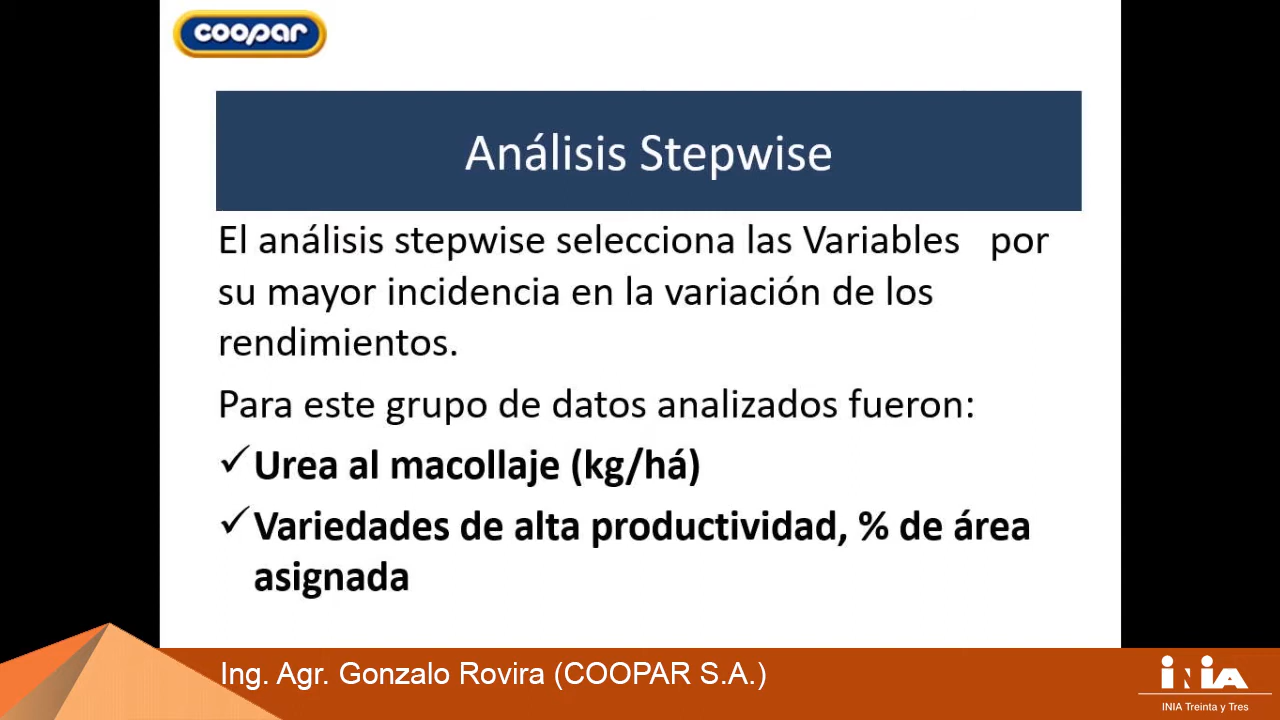 coopar
Análisis Stepwise
El análisis stepwise selecciona las Variables por
su mayor incidencia en la variación de los
rendimientos.
Para este grupo de datos analizados fueron:
✓Urea al macollaje (kg/há)
✓Variedades de alta productividad, % de área
asignada
Ing. Agr. Gonzalo Rovira (COOPAR S.A.)
INIA
INIA Treinta y Tres